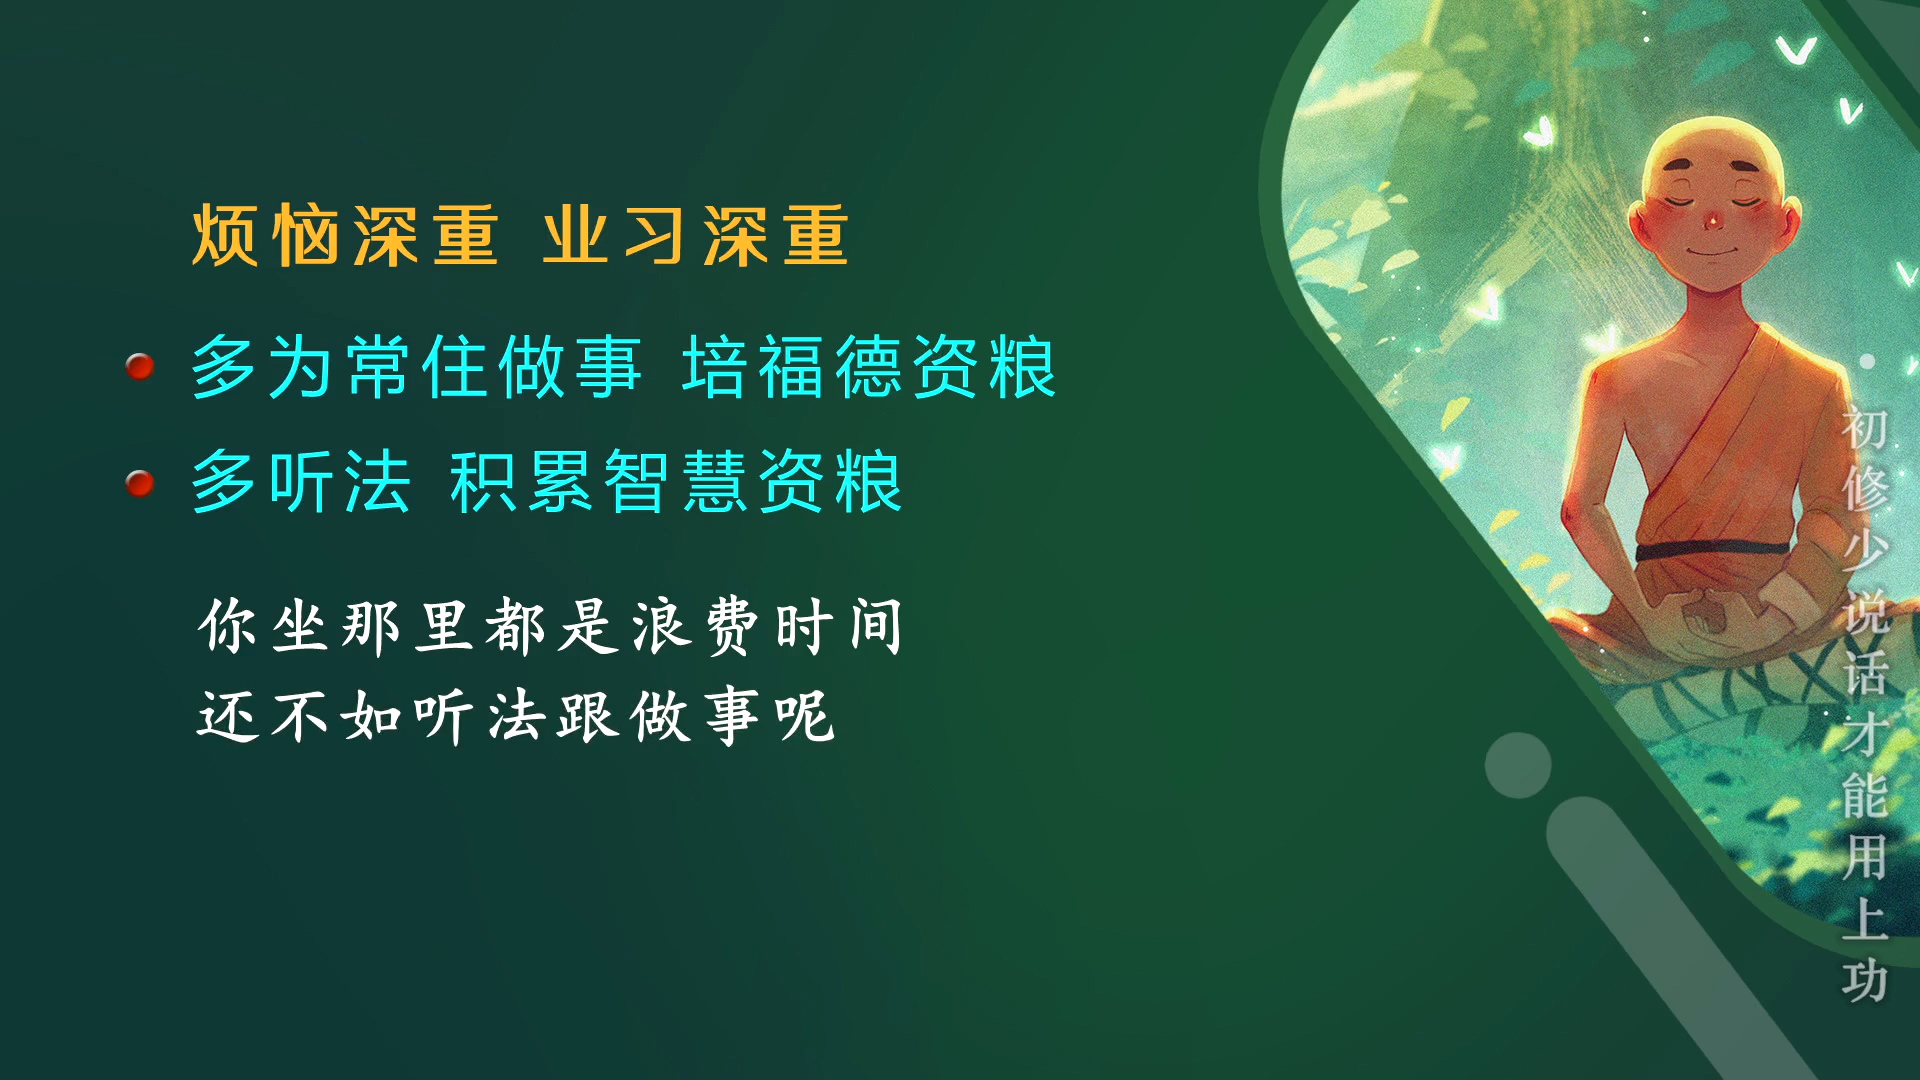 烦恼深重 业习深重
多为常住做事 培福德资粮
多听法 积累智慧资粮
你坐那里都是浪费时间
还不如听法跟做事呢
初修少说话才能用上功